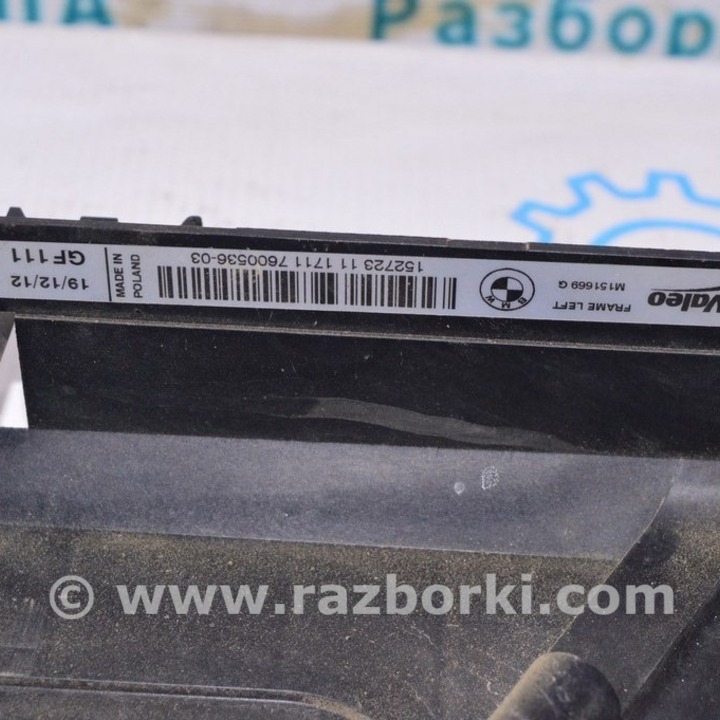 Разбор
Valeo
M151669 G
FRAME LEFT
BMW
152723 11 1711 7600536-03
MADE IN
POLAND
19/12/12
GF111
© www.razborki.com